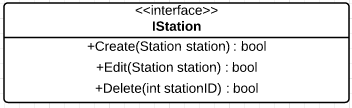 <<interface>>
IStation
+Create(Station station) : bool
+Edit(Station station) : bool
+Delete(int stationID) : bool